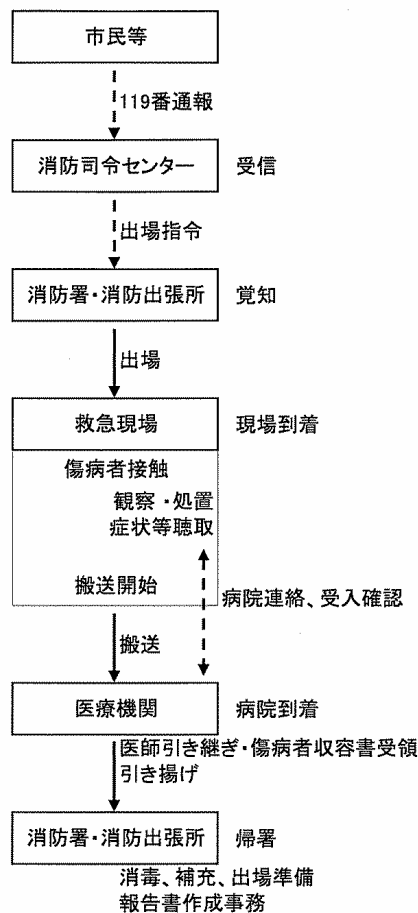 市民等
119番通報
消防司令センター 受信
出場指令
消防署・消防出張所 覚知
出場
救急現場 現場到着
傷病者接触
観察・処置
症状等聴取
搬送開始
病院連絡、受入確認
搬送
医療機関 病院到着
医師引き継ぎ・傷病者収容書受領
引き揚げ
消防署・消防出張所 帰署
消毒、補充、出場準備
報告書作成事務